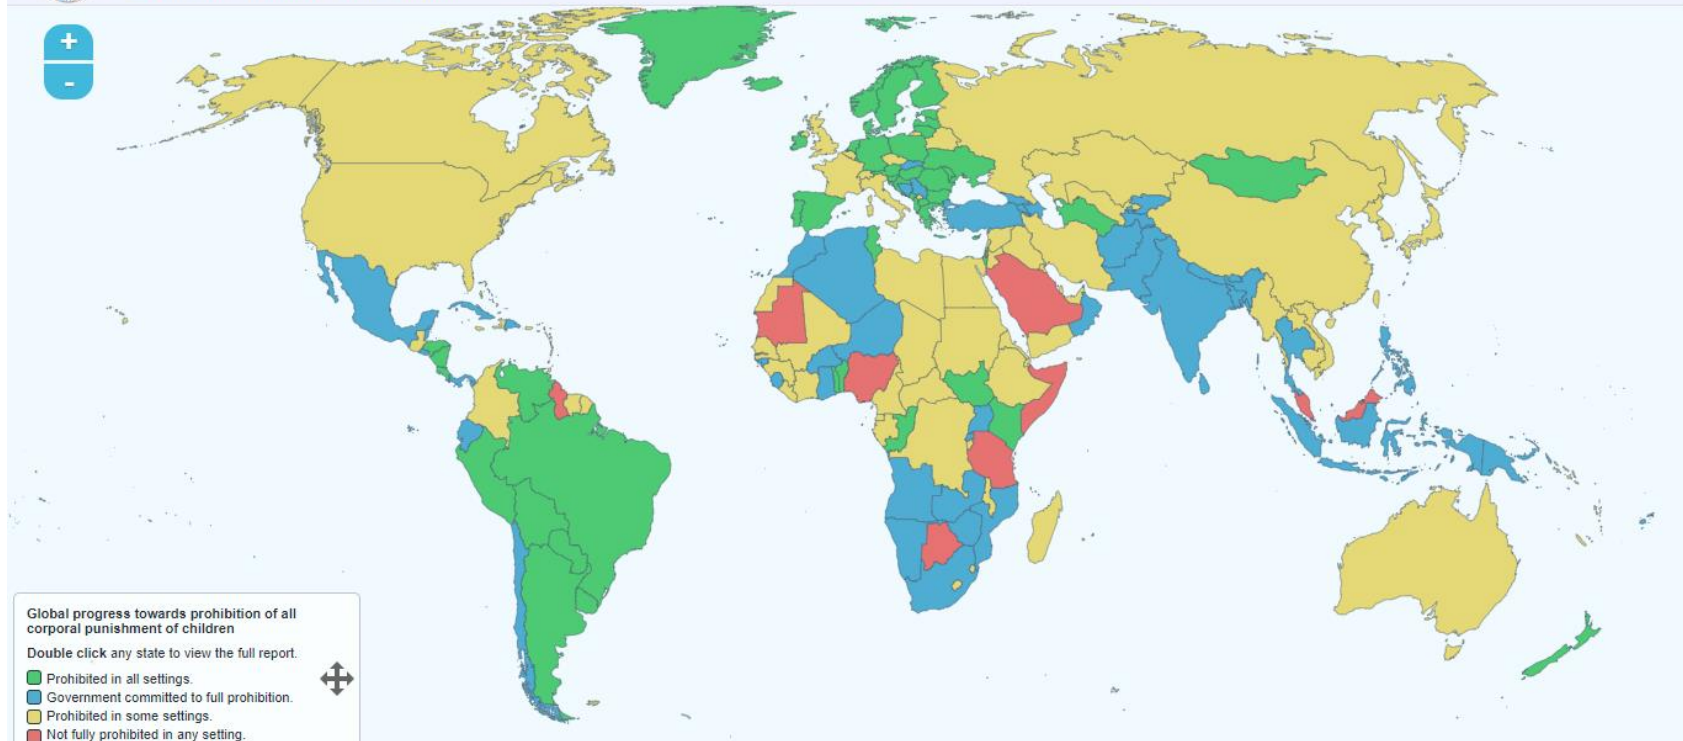 +
-
Global progress towards prohibition of all
corporal punishment of children
Double click any state to view the full report.
Prohibited in all settings.
Government committed to full prohibition.
Prohibited in some settings.
Not fully prohibited in any setting.